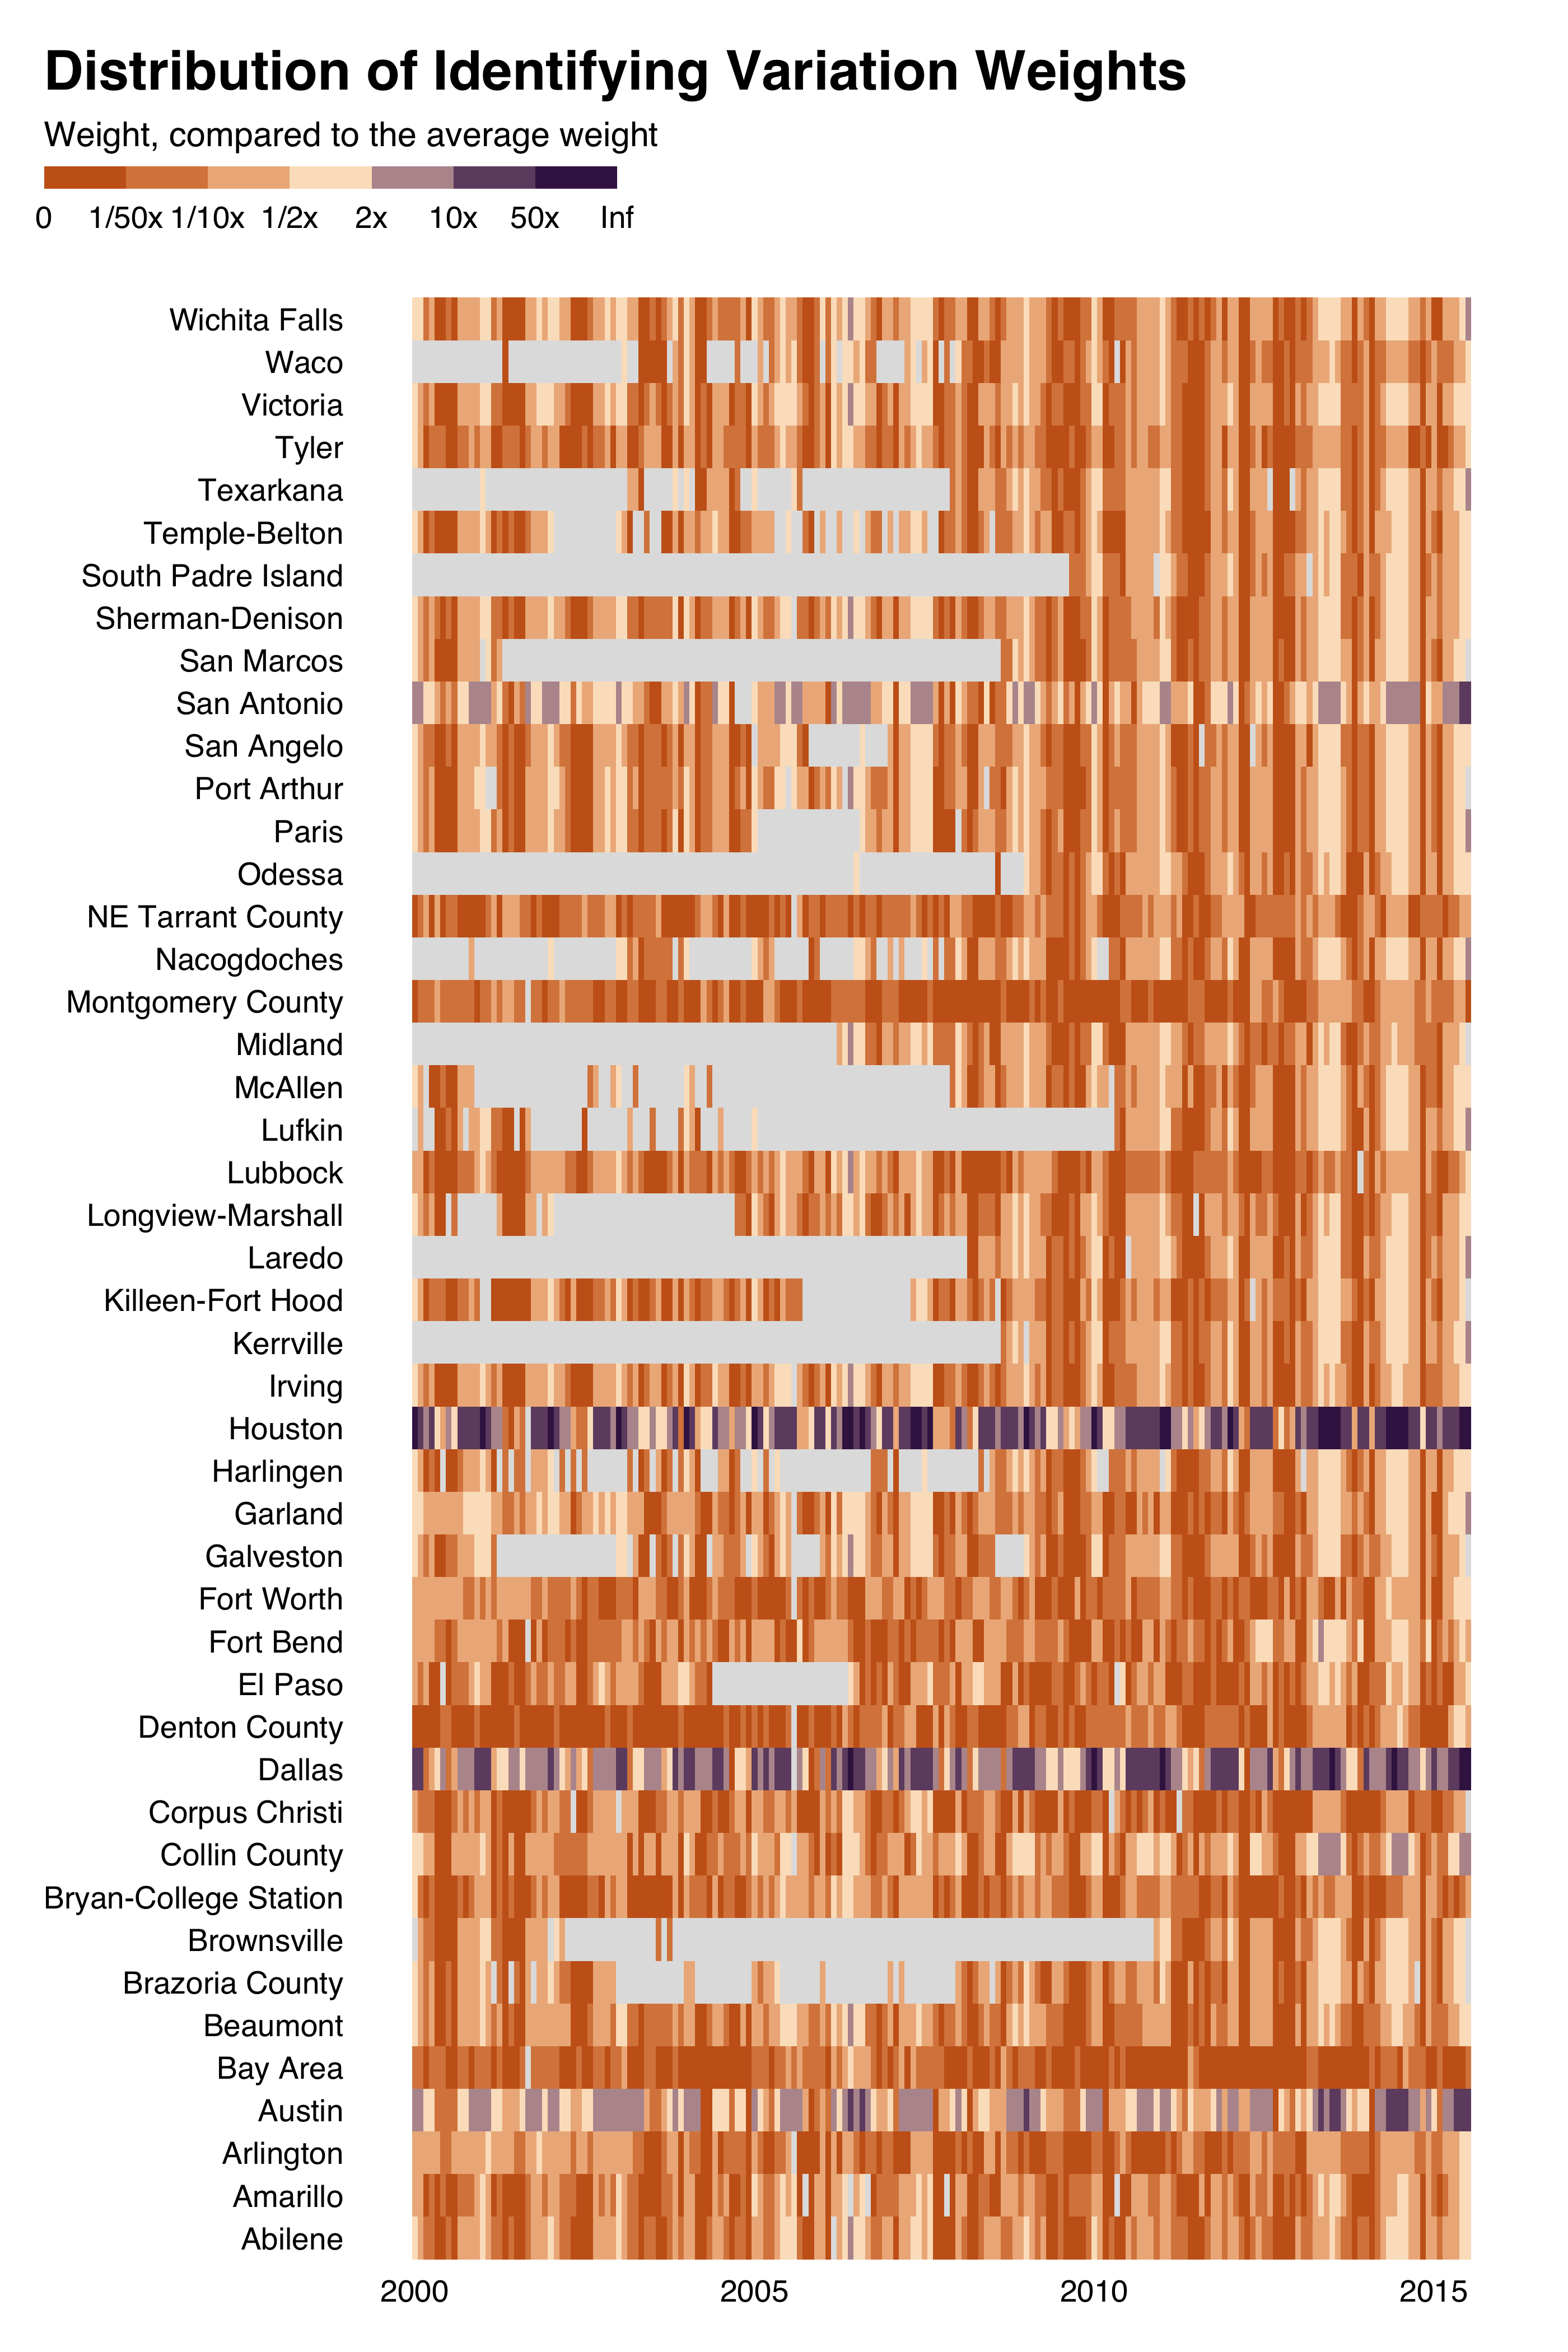 Distribution of Identifying Variation Weights
Weight, compared to the average weight
0 1/50x 1/10x 1/2x 2x 10x 50x Inf
Wichita Falls
Waco
Victoria
Tyler
Texarkana
Temple-Belton
South Padre Island
Sherman-Denison
San Marcos
San Antonio
San Angelo
Port Arthur
Paris
Odessa
NE Tarrant County
Nacogdoches
Montgomery County
Midland
McAllen
Lufkin
Lubbock
Longview-Marshall
Laredo
Killeen-Fort Hood
Kerrville
Irving
Houston
Harlingen
Garland
Galveston
Fort Worth
Fort Bend
El Paso
Denton County
Dallas
Corpus Christi
Collin County
Bryan-College Station
Brownsville
Brazoria County
Beaumont
Bay Area
Austin
Arlington
Amarillo
Abilene
2000 2005 2010 2015